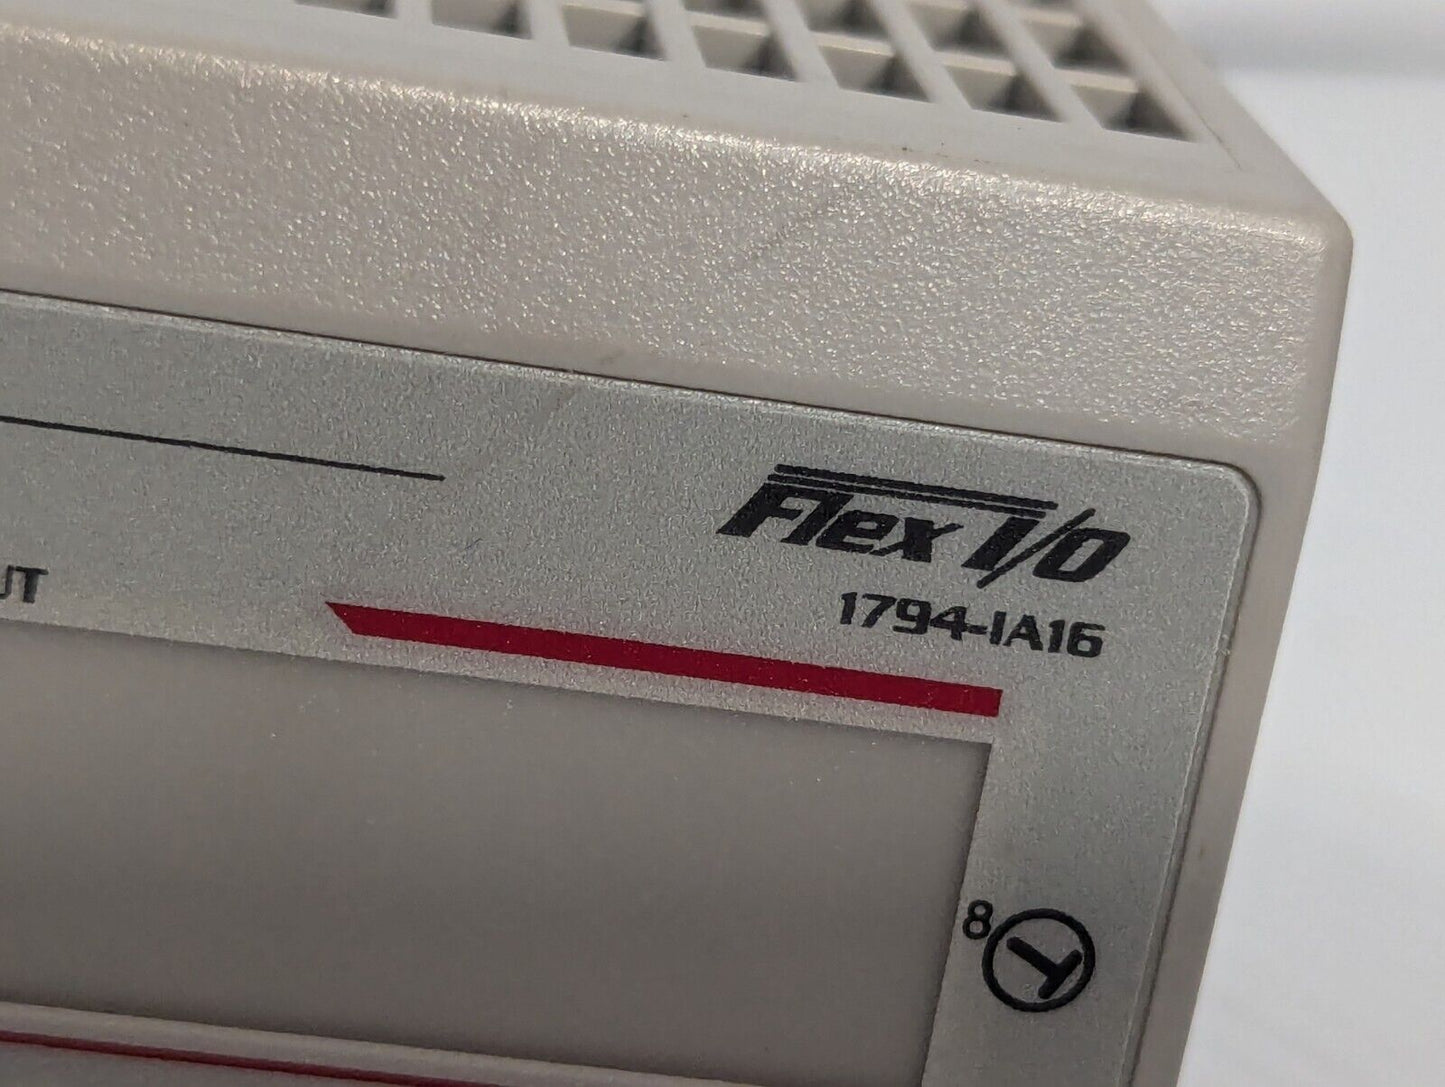 Flex I/O
1794-IA16
UT
8